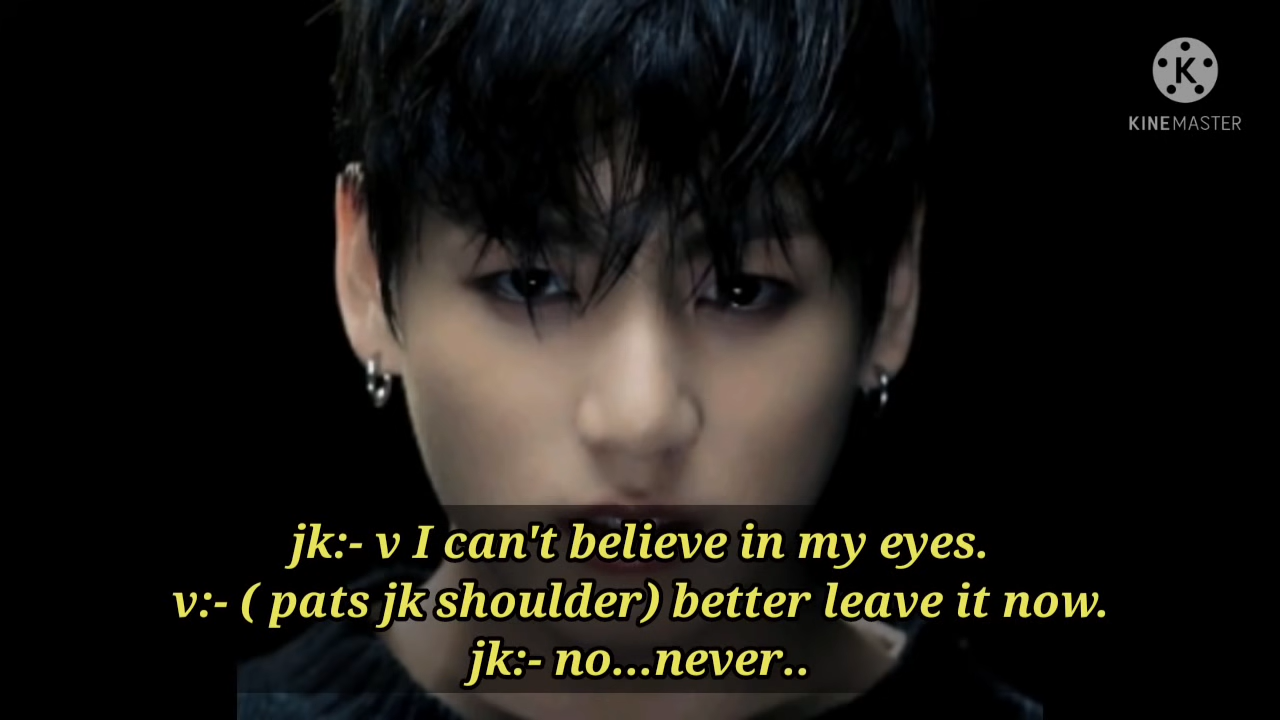 K
KINEMASTER
jk:- v I can't believe in my eyes.
v:- ( pats jk shoulder) better leave it now.
jk:- no...never..